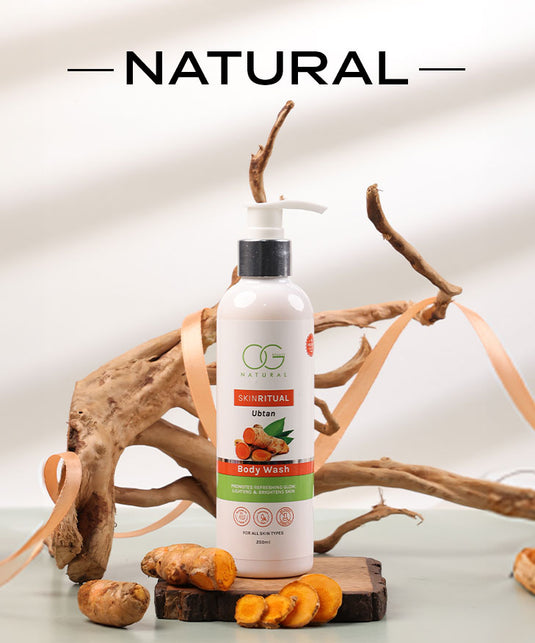 NATURAL
OG
NATURAL
SKINRITUAL
Ubtan
Body Wash
PROMOTES REFRESHING GLOW
LIGHTENS & BRIGHTENS SKIN
FOR ALL SKIN TYPES
250ml